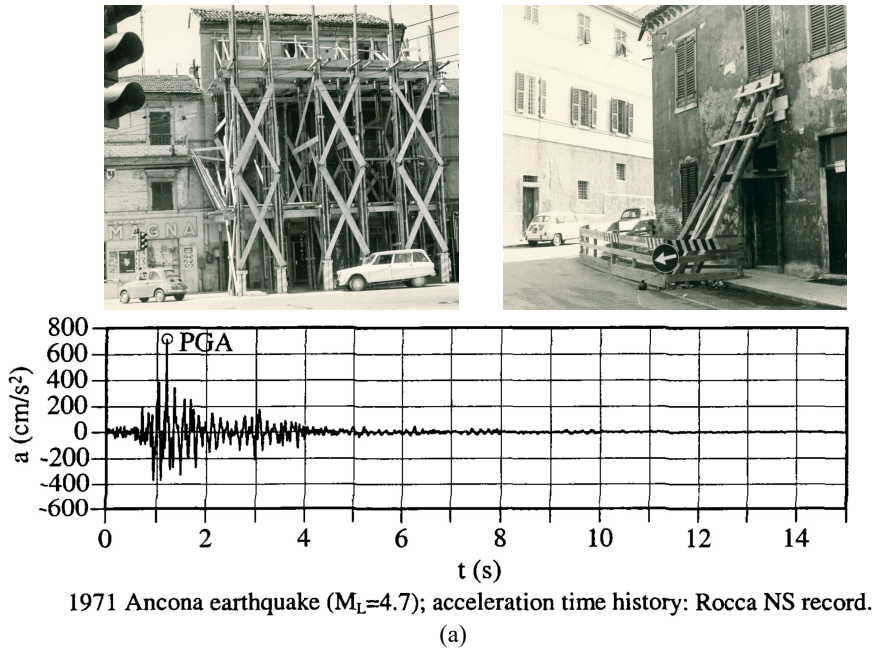 MAGNA
800
600
400
200
0
-200
-400
-600
a (cm/s²)
PGA
0 2 4 6 8 10 12 14
t (s)
1971 Ancona earthquake (M_L=4.7); acceleration time history: Rocca NS record.
(a)